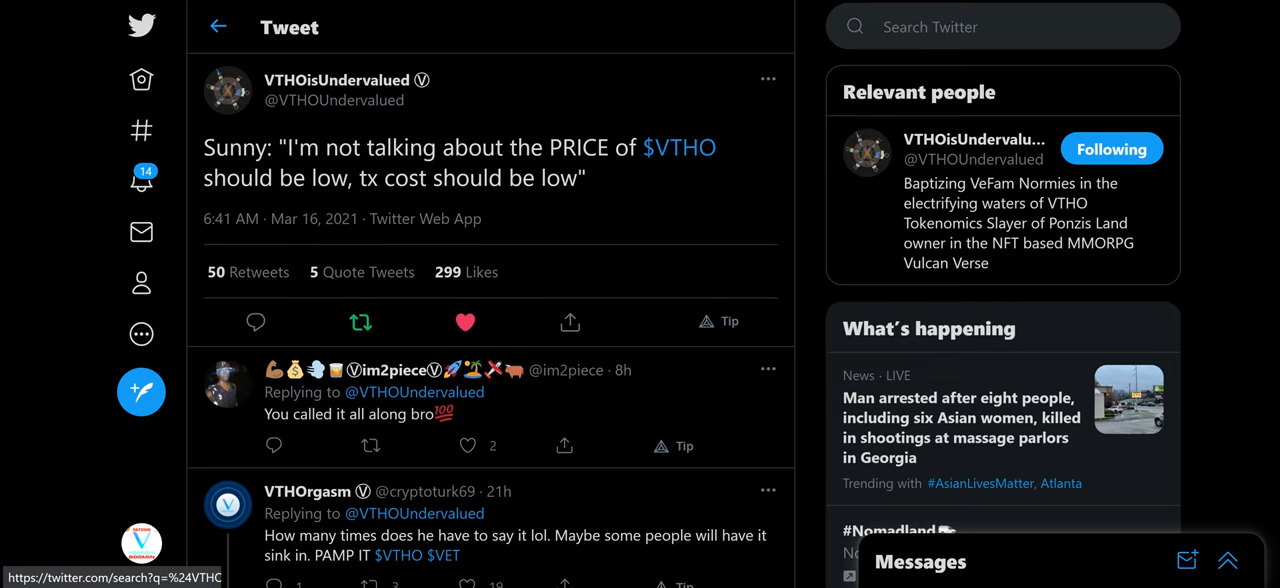 Tweet
VTHOisUndervalued Ⓥ
@VTHOUndervalued
Sunny: "I'm not talking about the PRICE of $VTHO
should be low, tx cost should be low"
6:41 AM · Mar 16, 2021 · Twitter Web App
50 Retweets 5 Quote Tweets 299 Likes
Tip
💪🏽💰💨🥃Ⓥim2pieceⓋ🚀🏝️✈🐂 @im2piece · 8h
Replying to @VTHOUndervalued
You called it all along bro💯
2 Tip
VTHOrgasm Ⓥ @cryptoturk69 · 21h
Replying to @VTHOUndervalued
How many times does he have to say it lol. Maybe some people will have it
sink in. PAMP IT $VTHO $VET
1 3 19 Tip
14
https://twitter.com/search?q=%24VTHO
Search Twitter
Relevant people
VTHOisUndervalu...
@VTHOUndervalued
Following
Baptizing VeFam Normies in the
electrifying waters of VTHO
Tokenomics Slayer of Ponzis Land
owner in the NFT based MMORPG
Vulcan Verse
What's happening
News · LIVE
Man arrested after eight people,
including six Asian women, killed
in shootings at massage parlors
in Georgia
Trending with #AsianLivesMatter, Atlanta
#Nomadland
Messages